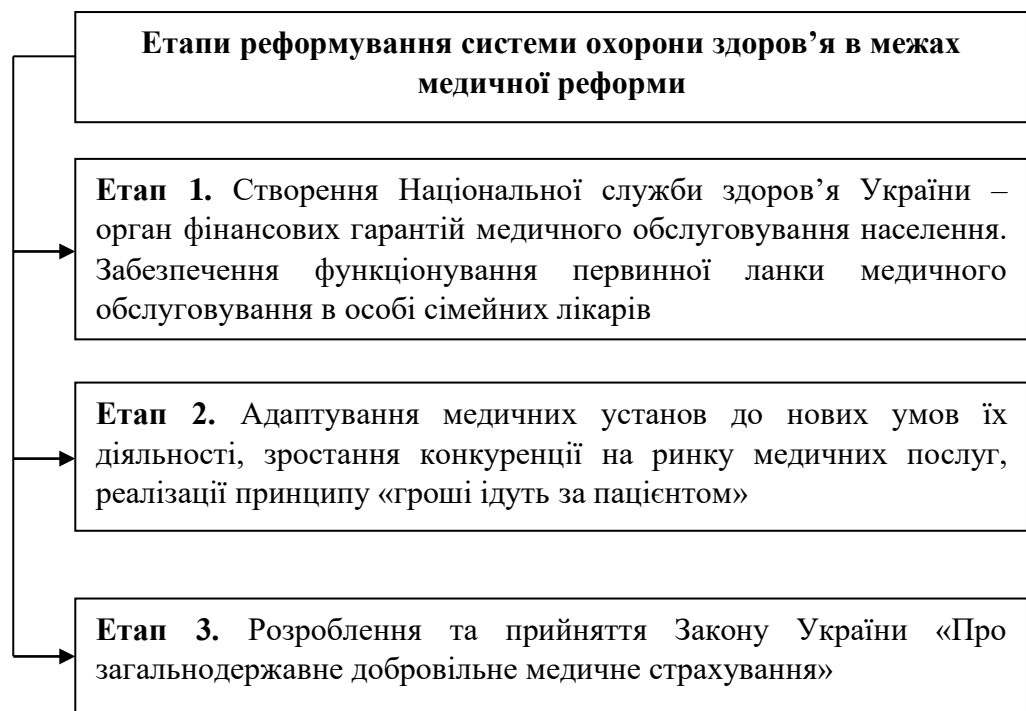 Етапи реформування системи охорони здоров’я в межах
медичної реформи
Етап 1. Створення Національної служби здоров’я України –
орган фінансових гарантій медичного обслуговування населення.
Забезпечення функціонування первинної ланки медичного
обслуговування в особі сімейних лікарів
Етап 2. Адаптування медичних установ до нових умов їх
діяльності, зростання конкуренції на ринку медичних послуг,
реалізації принципу «гроші ідуть за пацієнтом»
Етап 3. Розроблення та прийняття Закону України «Про
загальнодержавне добровільне медичне страхування»